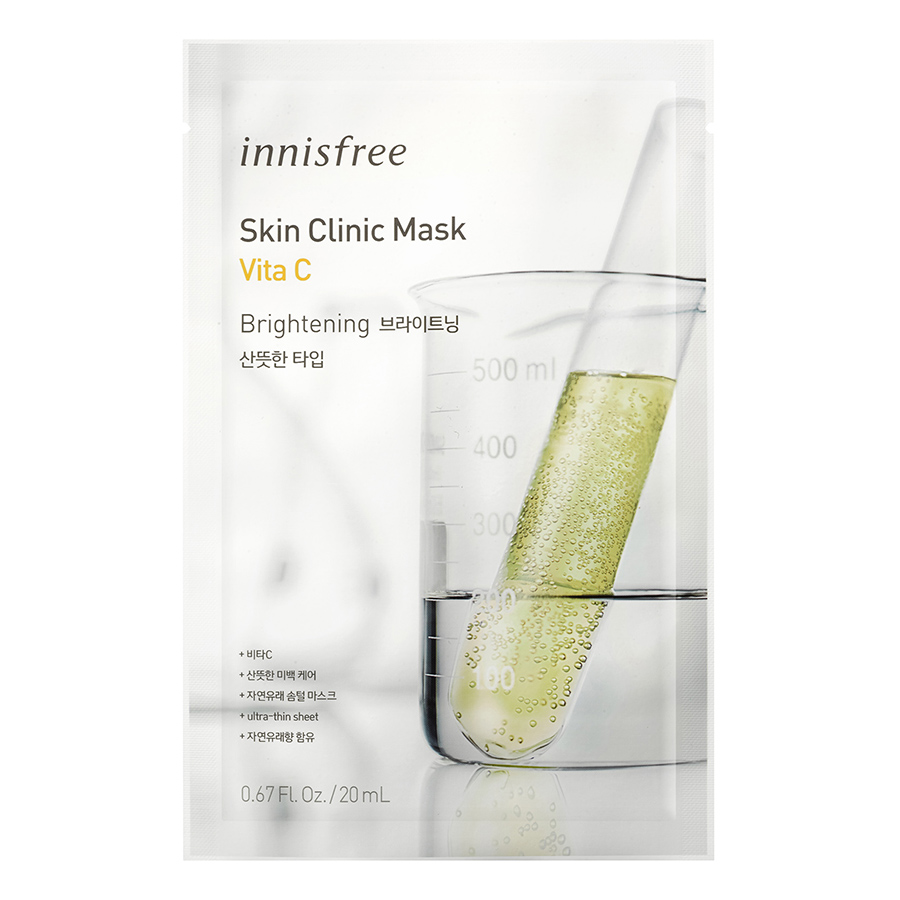 innisfree
Skin Clinic Mask
Vita C
Brightening 브라이트닝
산뜻한 타입
500 ml
400
300
200
100
+ 비타C
+ 산뜻한 미백 케어
+ 자연유래 솜털 마스크
+ ultra-thin sheet
+ 자연유래향 함유
0.67 Fl. Oz. / 20 mL